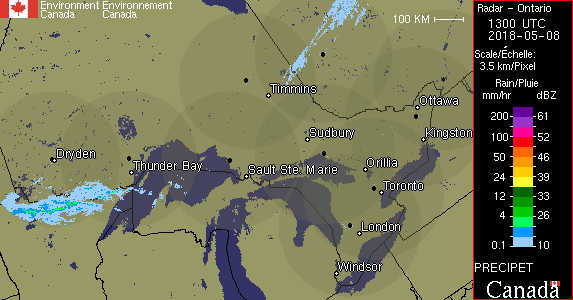 Environment Environnement
Canada Canada
100 KM
Timmins
Ottawa
Sudbury
Kingston
Dryden
Thunder Bay
Sault Ste. Marie
Orillia
Toronto
London
Windsor
Radar - Ontario
1300 UTC
2018-05-08
Scale/Échelle:
3.5 km/Pixel
Rain/Pluie
mm/hr dBZ
200 61
100 52
50 46
24 39
12 33
4 26
0.1 10
PRECIPET
Canada